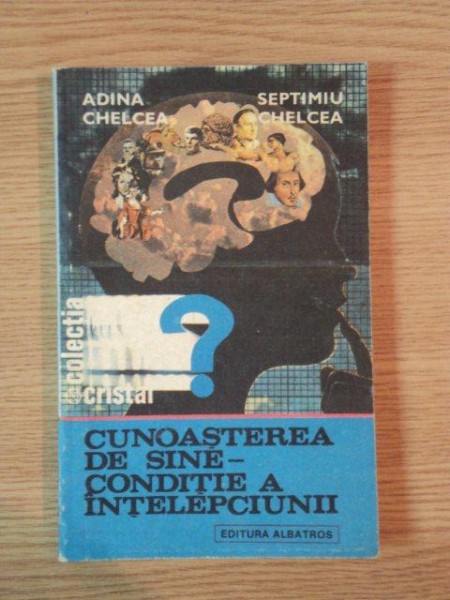 ADINA
CHELCEA
SEPTIMIU
CHELCEA
colecția
cristal
?
CUNOAȘTEREA
DE SINE –
CONDIȚIE A
ÎNȚELEPCIUNII
EDITURA ALBATROS